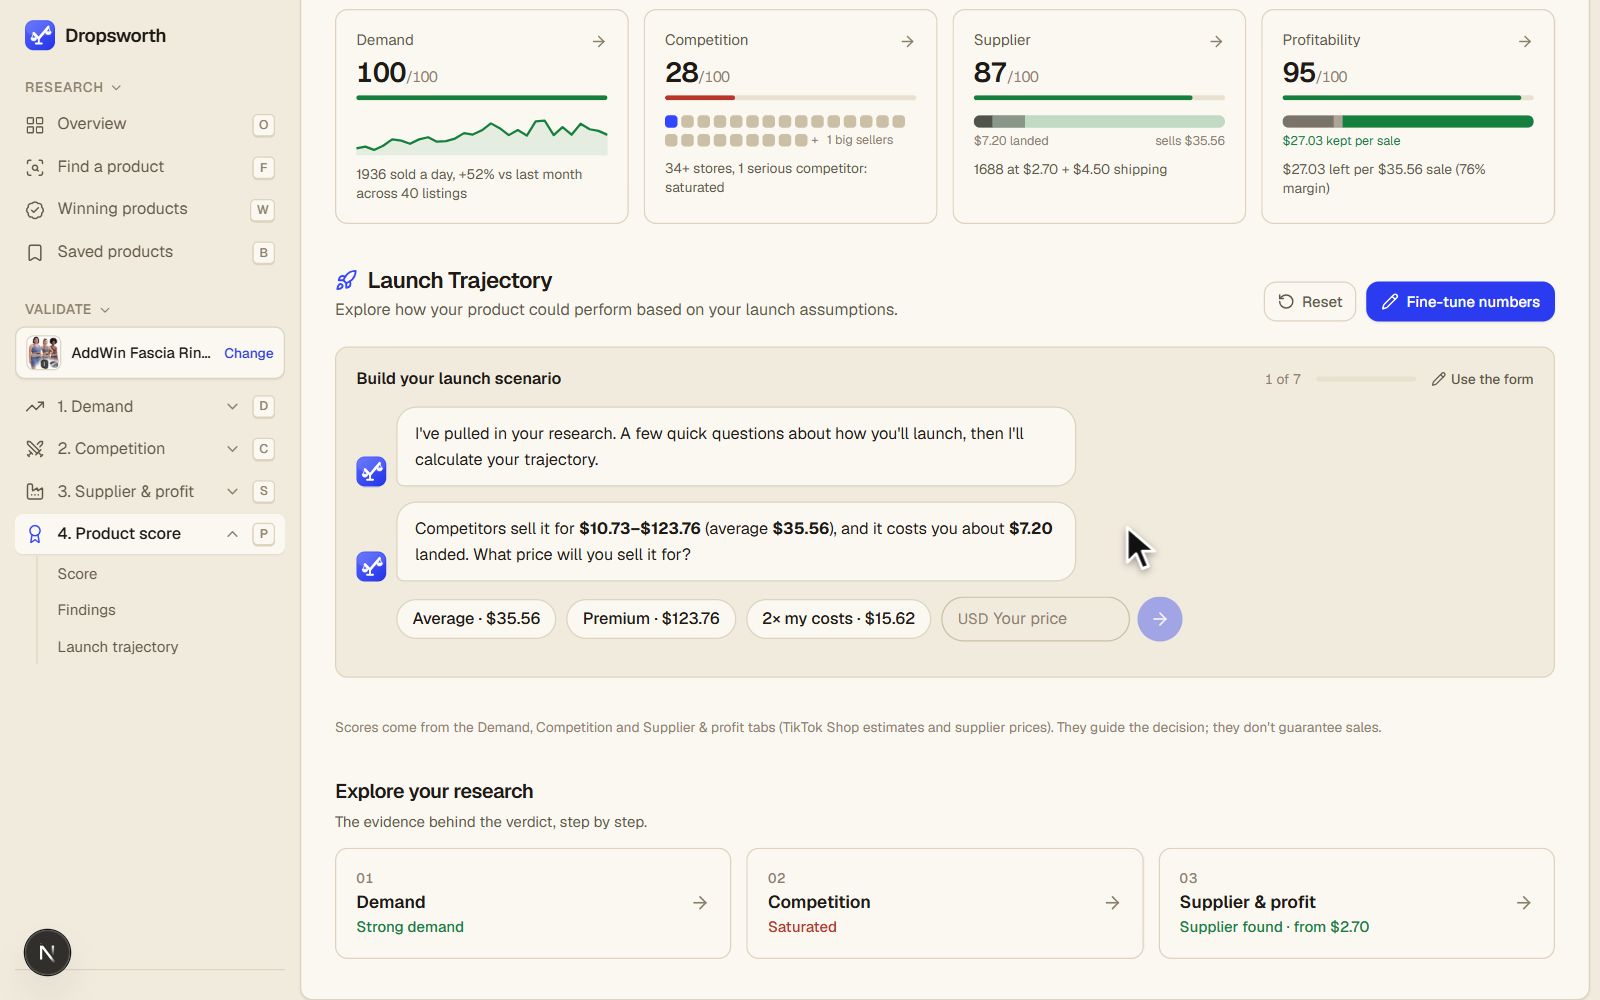 Dropsworth
RESEARCH
Overview O
Find a product F
Winning products W
Saved products B
VALIDATE
AddWin Fascia Rin... Change
1. Demand D
2. Competition C
3. Supplier & profit S
4. Product score P
Score
Findings
Launch trajectory
N
Demand
100/100
1936 sold a day, +52% vs last month
across 40 listings
Competition
28/100
+ 1 big sellers
34+ stores, 1 serious competitor:
saturated
Supplier
87/100
$7.20 landed sells $35.56
1688 at $2.70 + $4.50 shipping
Profitability
95/100
$27.03 kept per sale
$27.03 left per $35.56 sale (76%
margin)
Launch Trajectory
Explore how your product could perform based on your launch assumptions.
Reset
Fine-tune numbers
Build your launch scenario
1 of 7
Use the form
I've pulled in your research. A few quick questions about how you'll launch, then I'll
calculate your trajectory.
Competitors sell it for $10.73–$123.76 (average $35.56), and it costs you about $7.20
landed. What price will you sell it for?
Average · $35.56
Premium · $123.76
2× my costs · $15.62
USD Your price
Scores come from the Demand, Competition and Supplier & profit tabs (TikTok Shop estimates and supplier prices). They guide the decision; they don't guarantee sales.
Explore your research
The evidence behind the verdict, step by step.
01
Demand
Strong demand
02
Competition
Saturated
03
Supplier & profit
Supplier found · from $2.70